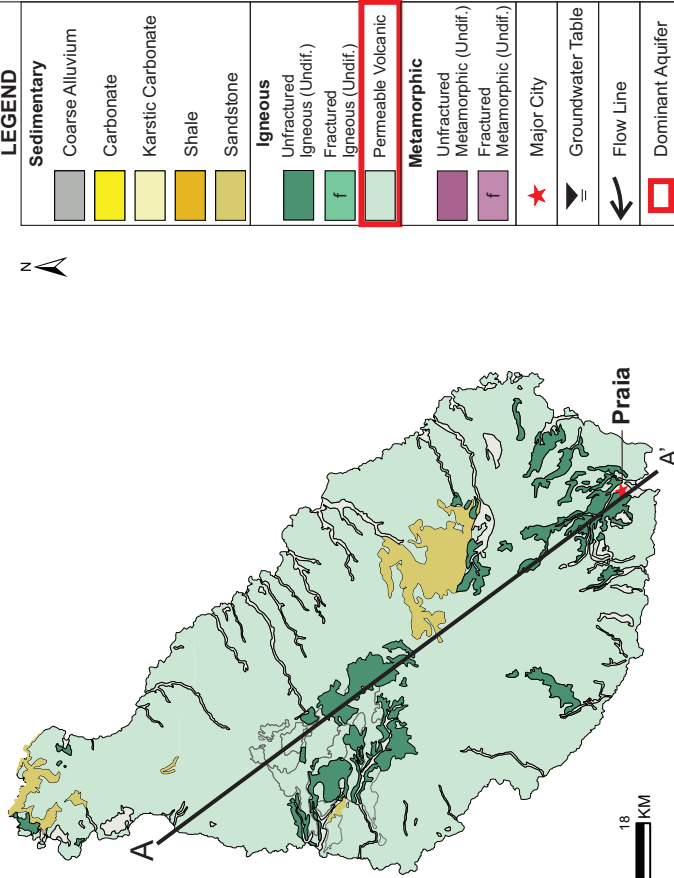 LEGEND
Sedimentary
Coarse Alluvium
Carbonate
Karstic Carbonate
Shale
Sandstone
Igneous
Unfractured
Igneous (Undif.)
f
Fractured
Igneous (Undif.)
Permeable Volcanic
Metamorphic
Unfractured
Metamorphic (Undif.)
f
Fractured
Metamorphic (Undif.)
Major City
Groundwater Table
Flow Line
Dominant Aquifer
N
A
Praia
A'
18
KM